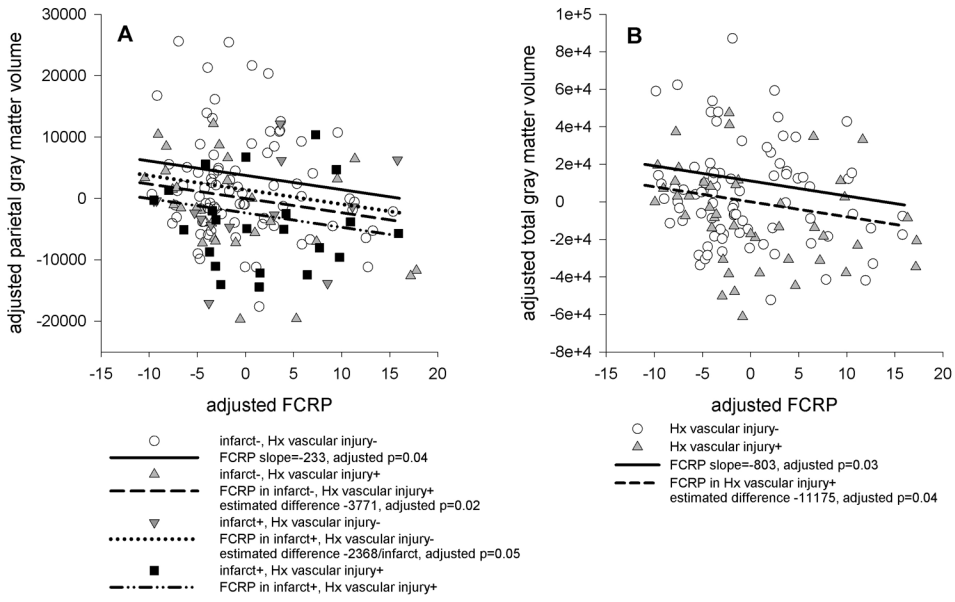 A
30000
20000
10000
0
-10000
-20000
adjusted parietal gray matter volume
-15 -10 -5 0 5 10 15 20
adjusted FCRP
infarct-, Hx vascular injury-
FCRP slope=-233, adjusted p=0.04
infarct-, Hx vascular injury+
FCRP in infarct-, Hx vascular injury+
estimated difference -3771, adjusted p=0.02
infarct+, Hx vascular injury-
FCRP in infarct+, Hx vascular injury-
estimated difference -2368/infarct, adjusted p=0.05
infarct+, Hx vascular injury+
FCRP in infarct+, Hx vascular injury+
B
1e+5
8e+4
6e+4
4e+4
2e+4
0
-2e+4
-4e+4
-6e+4
-8e+4
adjusted total gray matter volume
-15 -10 -5 0 5 10 15 20
adjusted FCRP
Hx vascular injury-
Hx vascular injury+
FCRP slope=-803, adjusted p=0.03
FCRP in Hx vascular injury+
estimated difference -11175, adjusted p=0.04